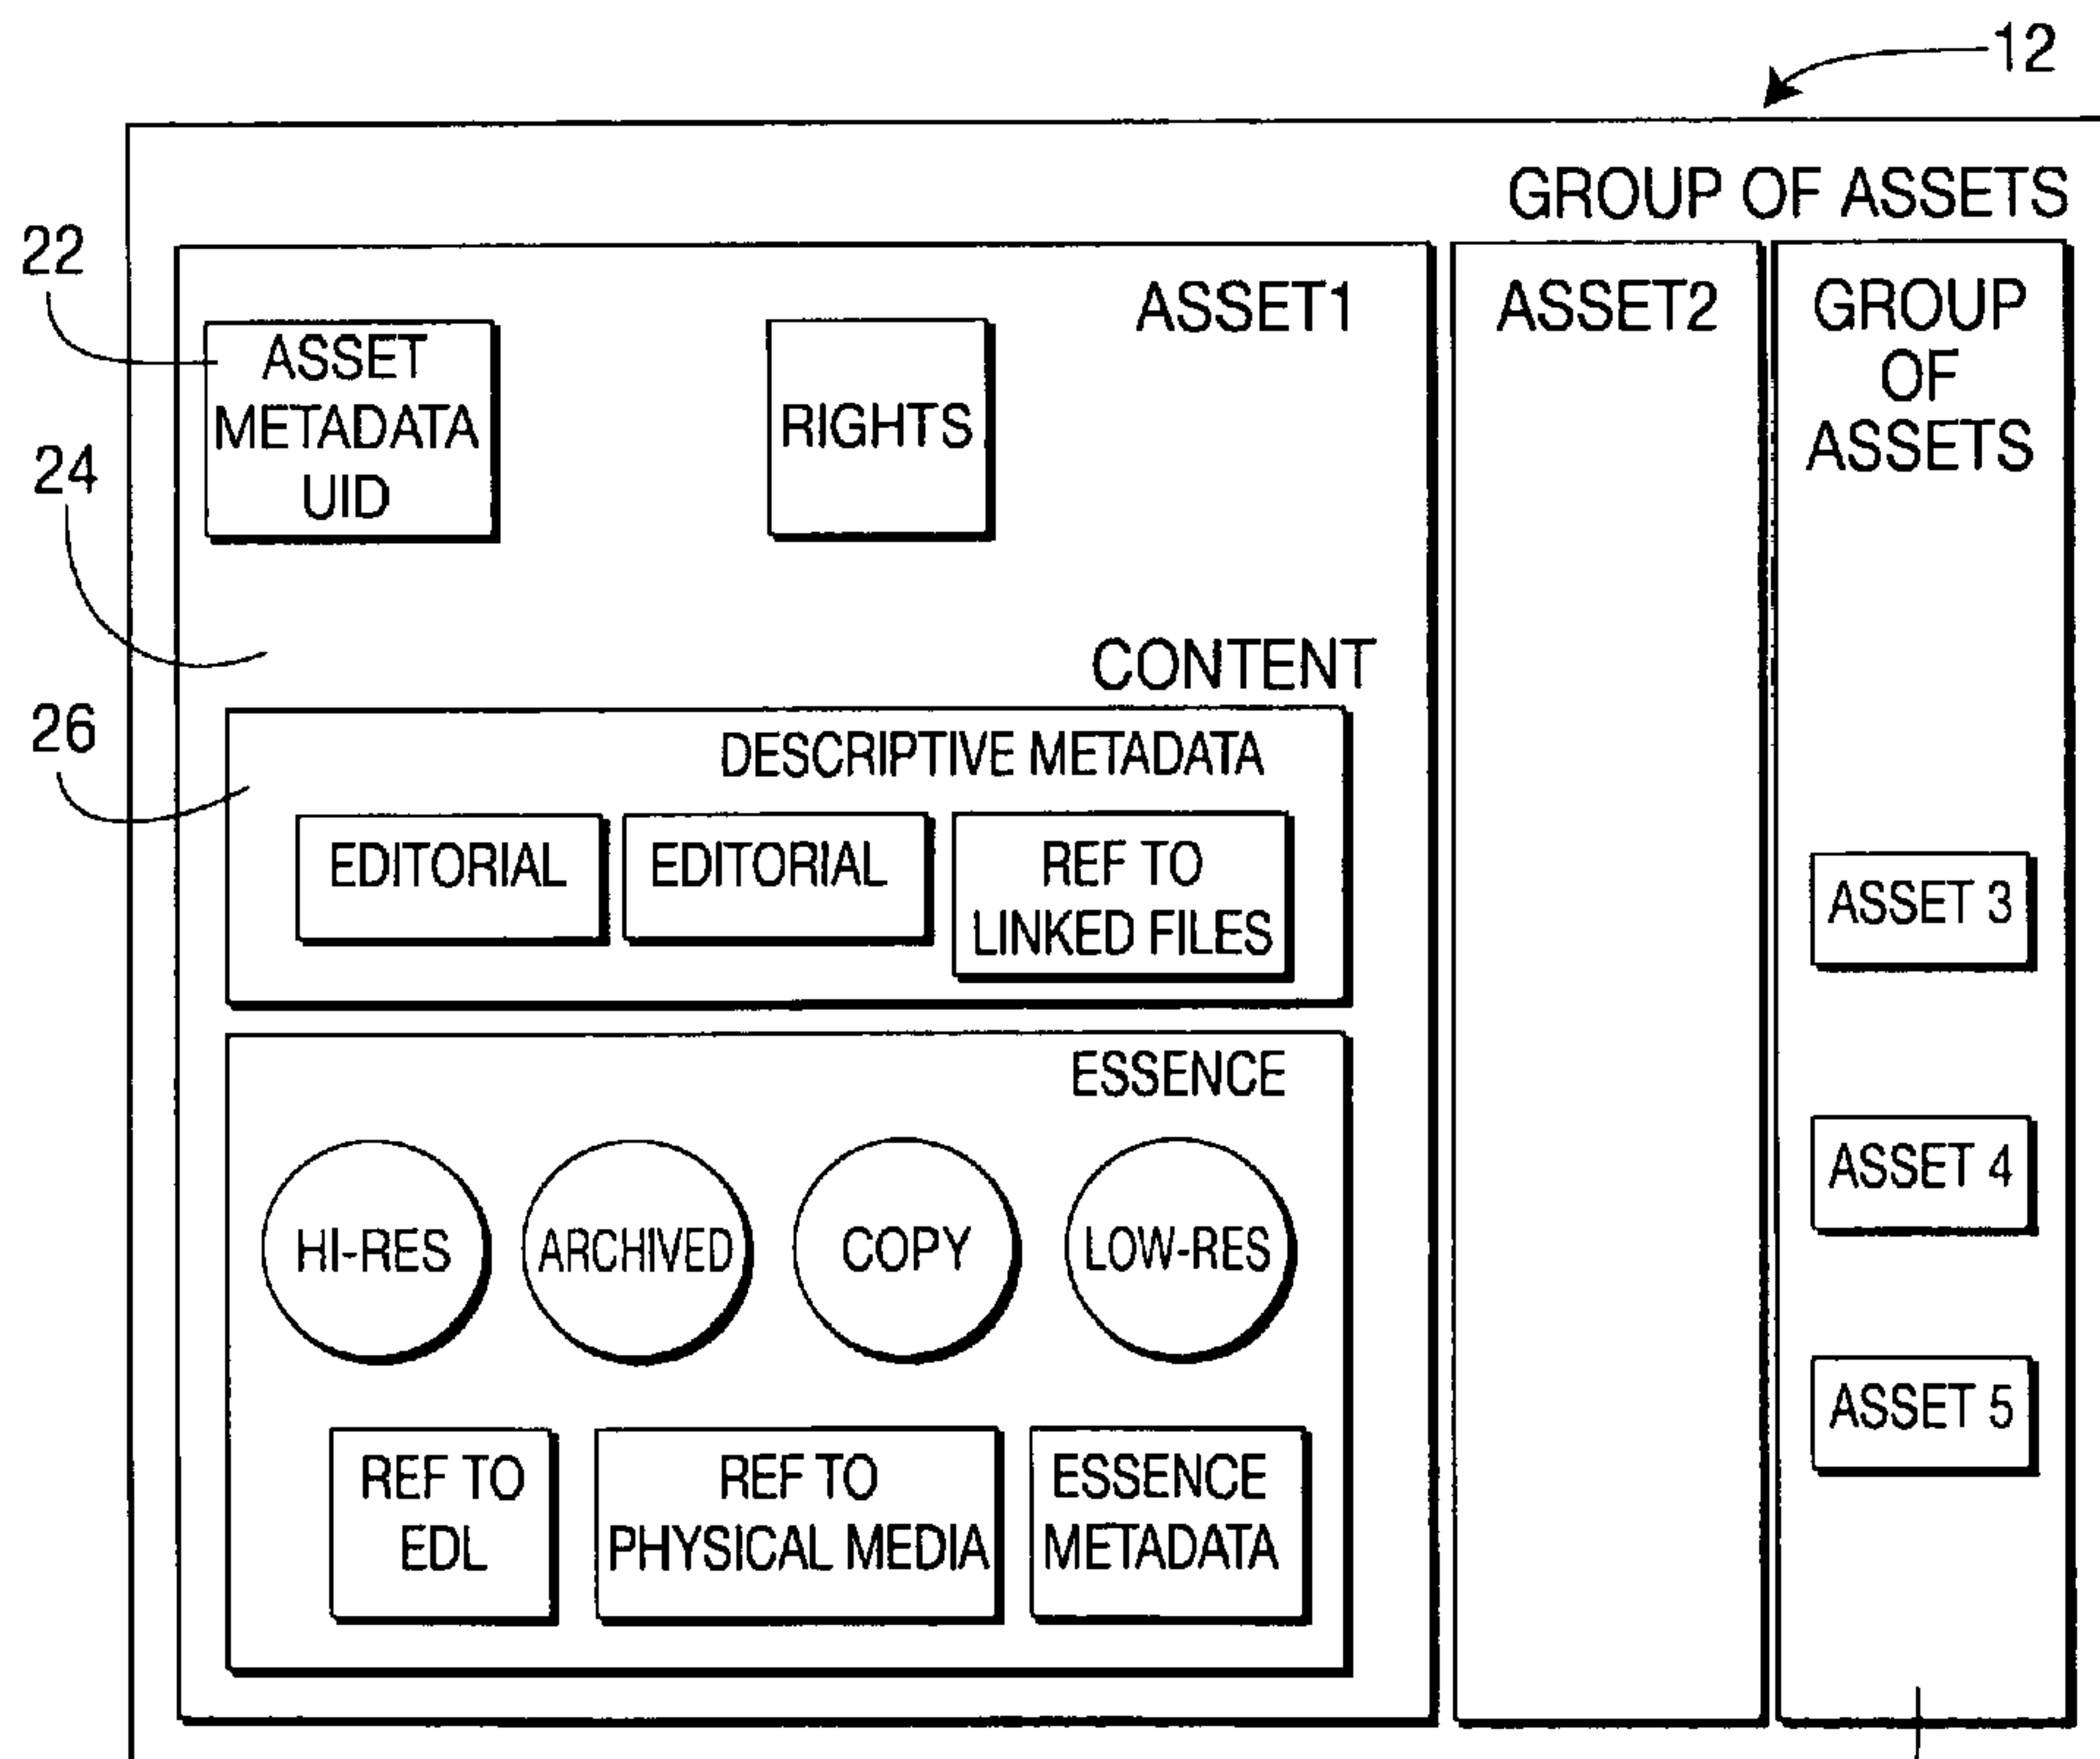 12
GROUP OF ASSETS
22
ASSET1
ASSET2
GROUP
OF
ASSETS
ASSET
METADATA
UID
RIGHTS
24
CONTENT
26
DESCRIPTIVE METADATA
EDITORIAL
EDITORIAL
REF TO
LINKED FILES
ASSET 3
ESSENCE
ASSET 4
HI-RES
ARCHIVED
COPY
LOW-RES
ASSET 5
REF TO
EDL
REF TO
PHYSICAL MEDIA
ESSENCE
METADATA